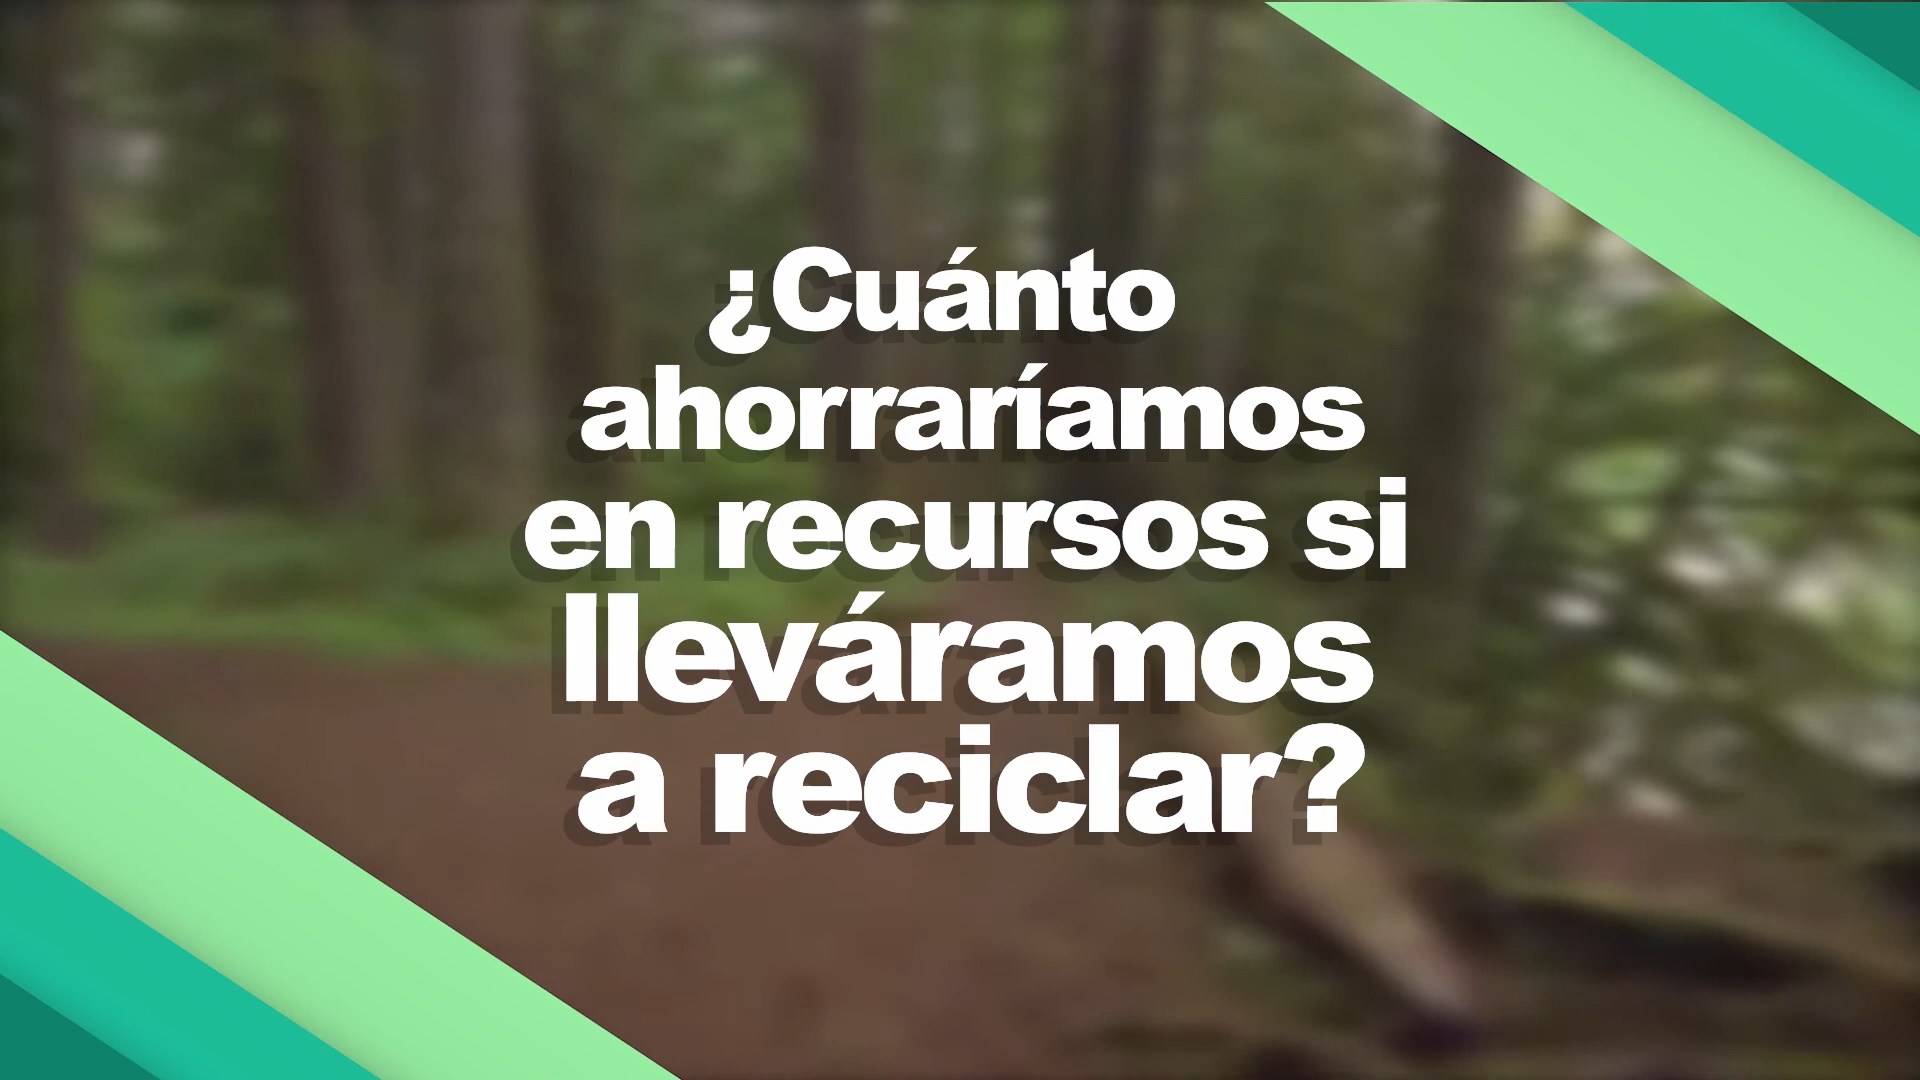 ¿Cuánto
ahorraríamos
en recursos si
lleváramos
a reciclar?